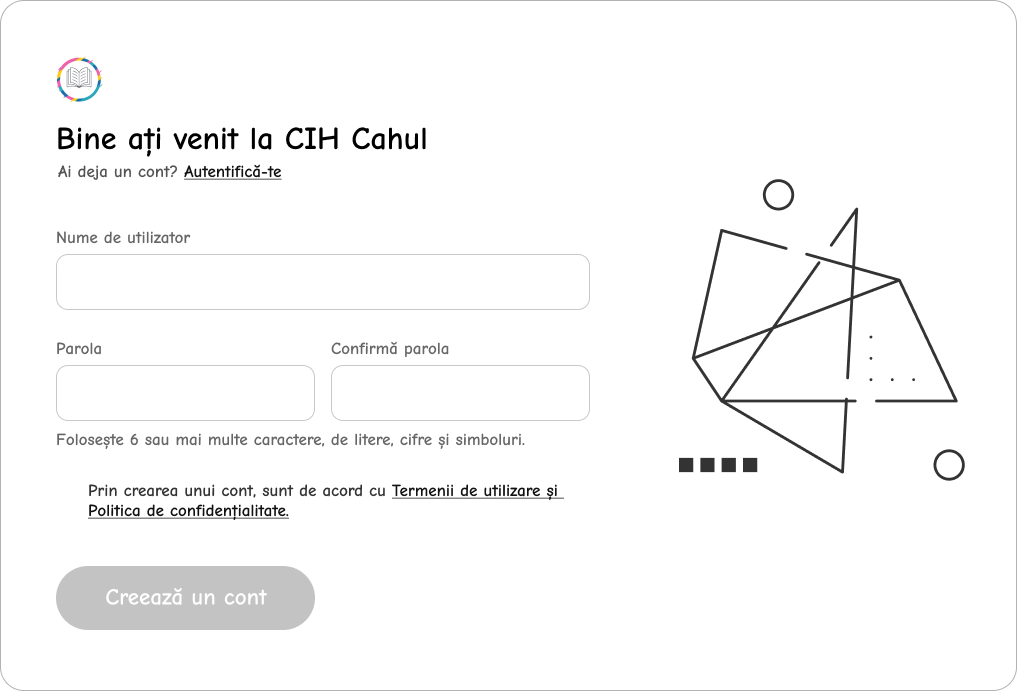 Bine ați venit la CIH Cahul
Ai deja un cont? Autentifică-te
Nume de utilizator
Parola
Confirmă parola
Folosește 6 sau mai multe caractere, de litere, cifre și simboluri.
Prin crearea unui cont, sunt de acord cu Termenii de utilizare și
Politica de confidențialitate.
Creează un cont